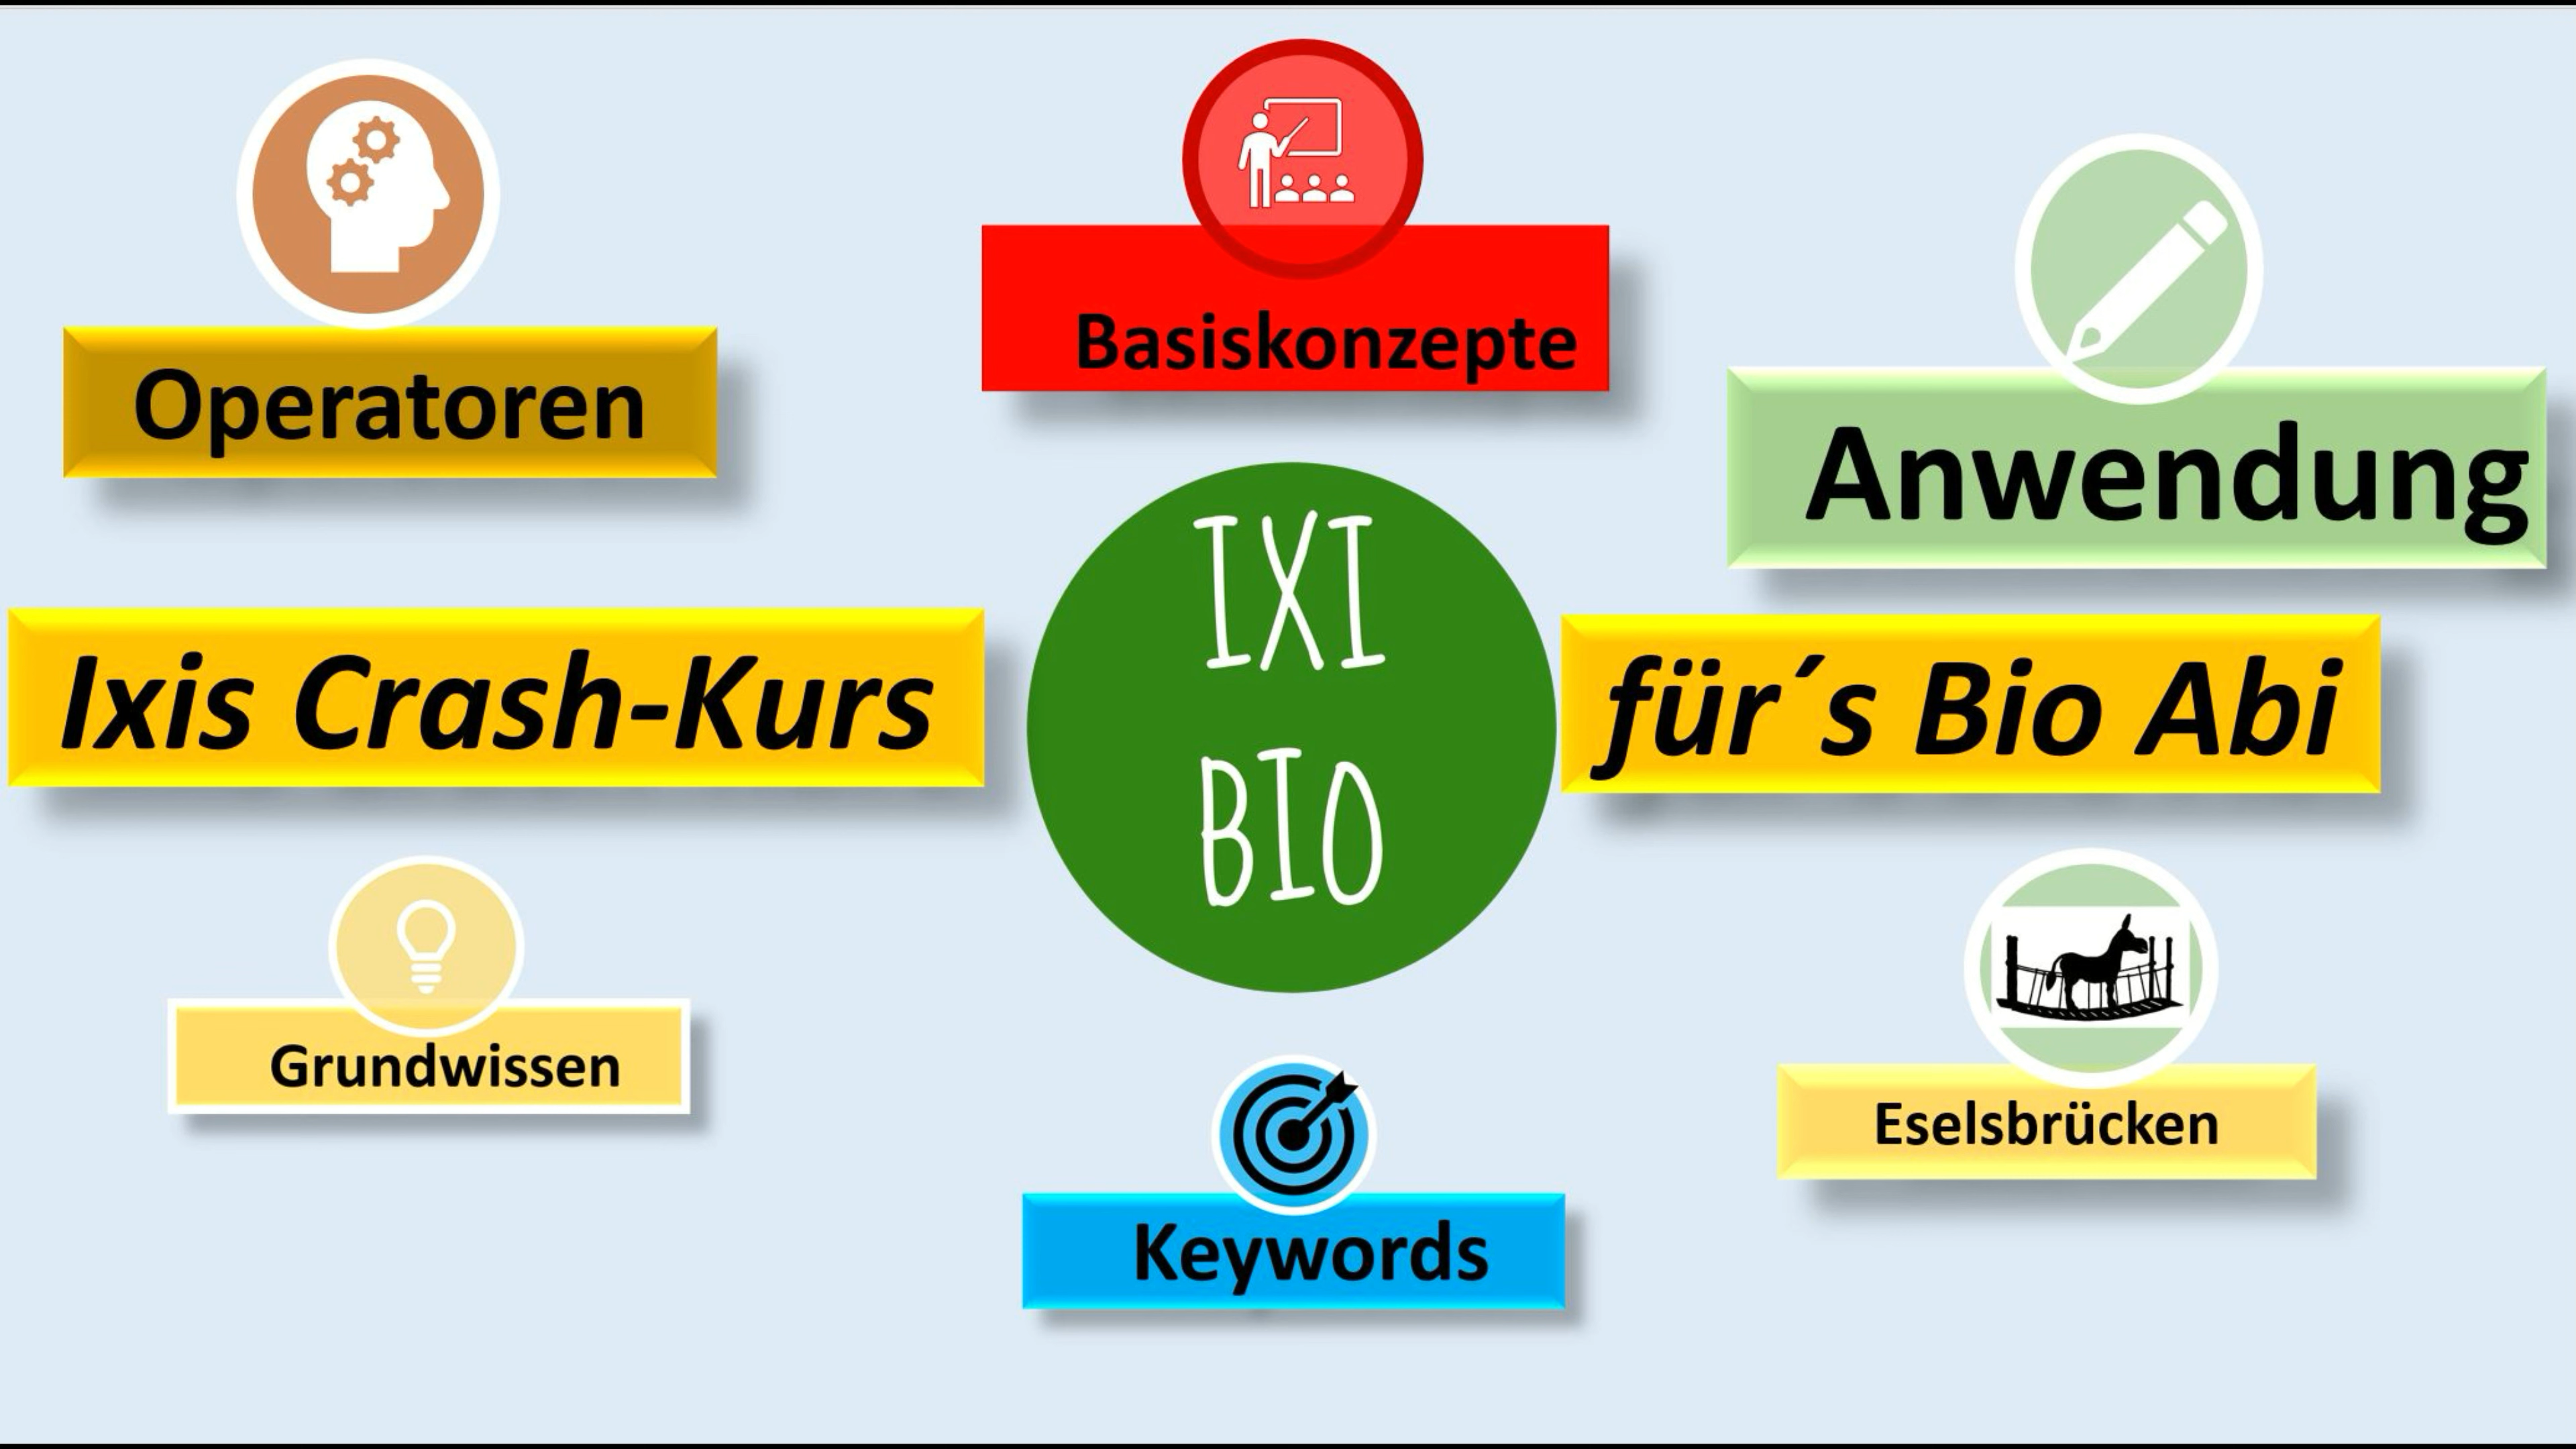 Operatoren
Basiskonzepte
Anwendung
Ixis Crash-Kurs
IXI
BIO
für´s Bio Abi
Grundwissen
Eselsbrücken
Keywords